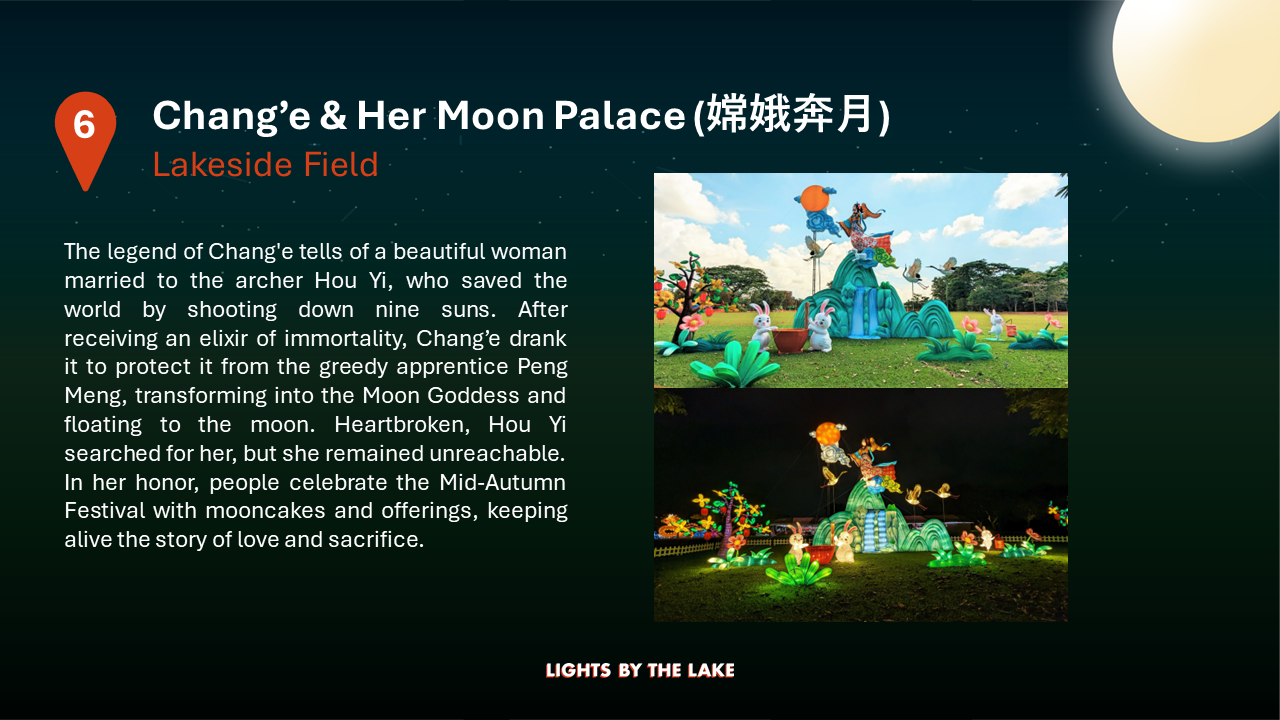 6
Chang’e & Her Moon Palace (嫦娥奔月)
Lakeside Field
The legend of Chang'e tells of a beautiful woman
married to the archer Hou Yi, who saved the
world by shooting down nine suns. After
receiving an elixir of immortality, Chang’e drank
it to protect it from the greedy apprentice Peng
Meng, transforming into the Moon Goddess and
floating to the moon. Heartbroken, Hou Yi
searched for her, but she remained unreachable.
In her honor, people celebrate the Mid-Autumn
Festival with mooncakes and offerings, keeping
alive the story of love and sacrifice.
LIGHTS BY THE LAKE